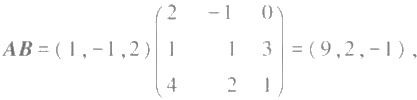 AB = ( 1 , -1 , 2 ) ( 2 -1 0
1 1 3
4 2 1 ) = ( 9 , 2 , -1 ) ,